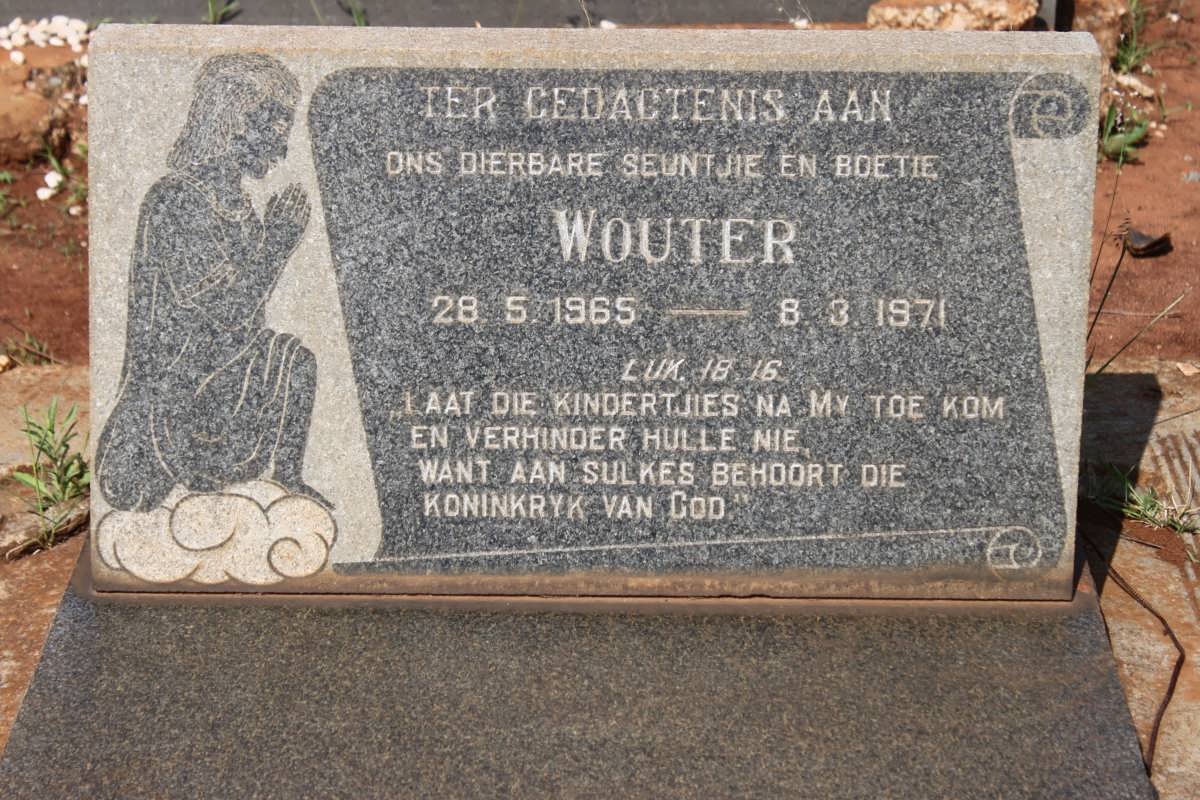 TER GEDAGTENIS AAN
ONS DIERBARE SEUNTJIE EN BOETIE
WOUTER
28. 5. 1965 — 8. 3. 1971
LUK. 18. 16.
„LAAT DIE KINDERTJIES NA MY TOE KOM
EN VERHINDER HULLE NIE,
WANT AAN SULKES BEHOORT DIE
KONINKRYK VAN GOD."